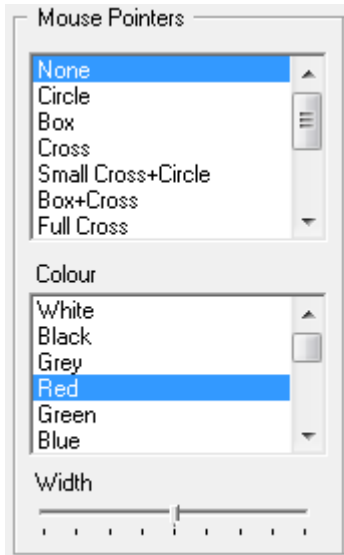 Mouse Pointers
None
Circle
Box
Cross
Small Cross+Circle
Box+Cross
Full Cross
Colour
White
Black
Grey
Red
Green
Blue
Width